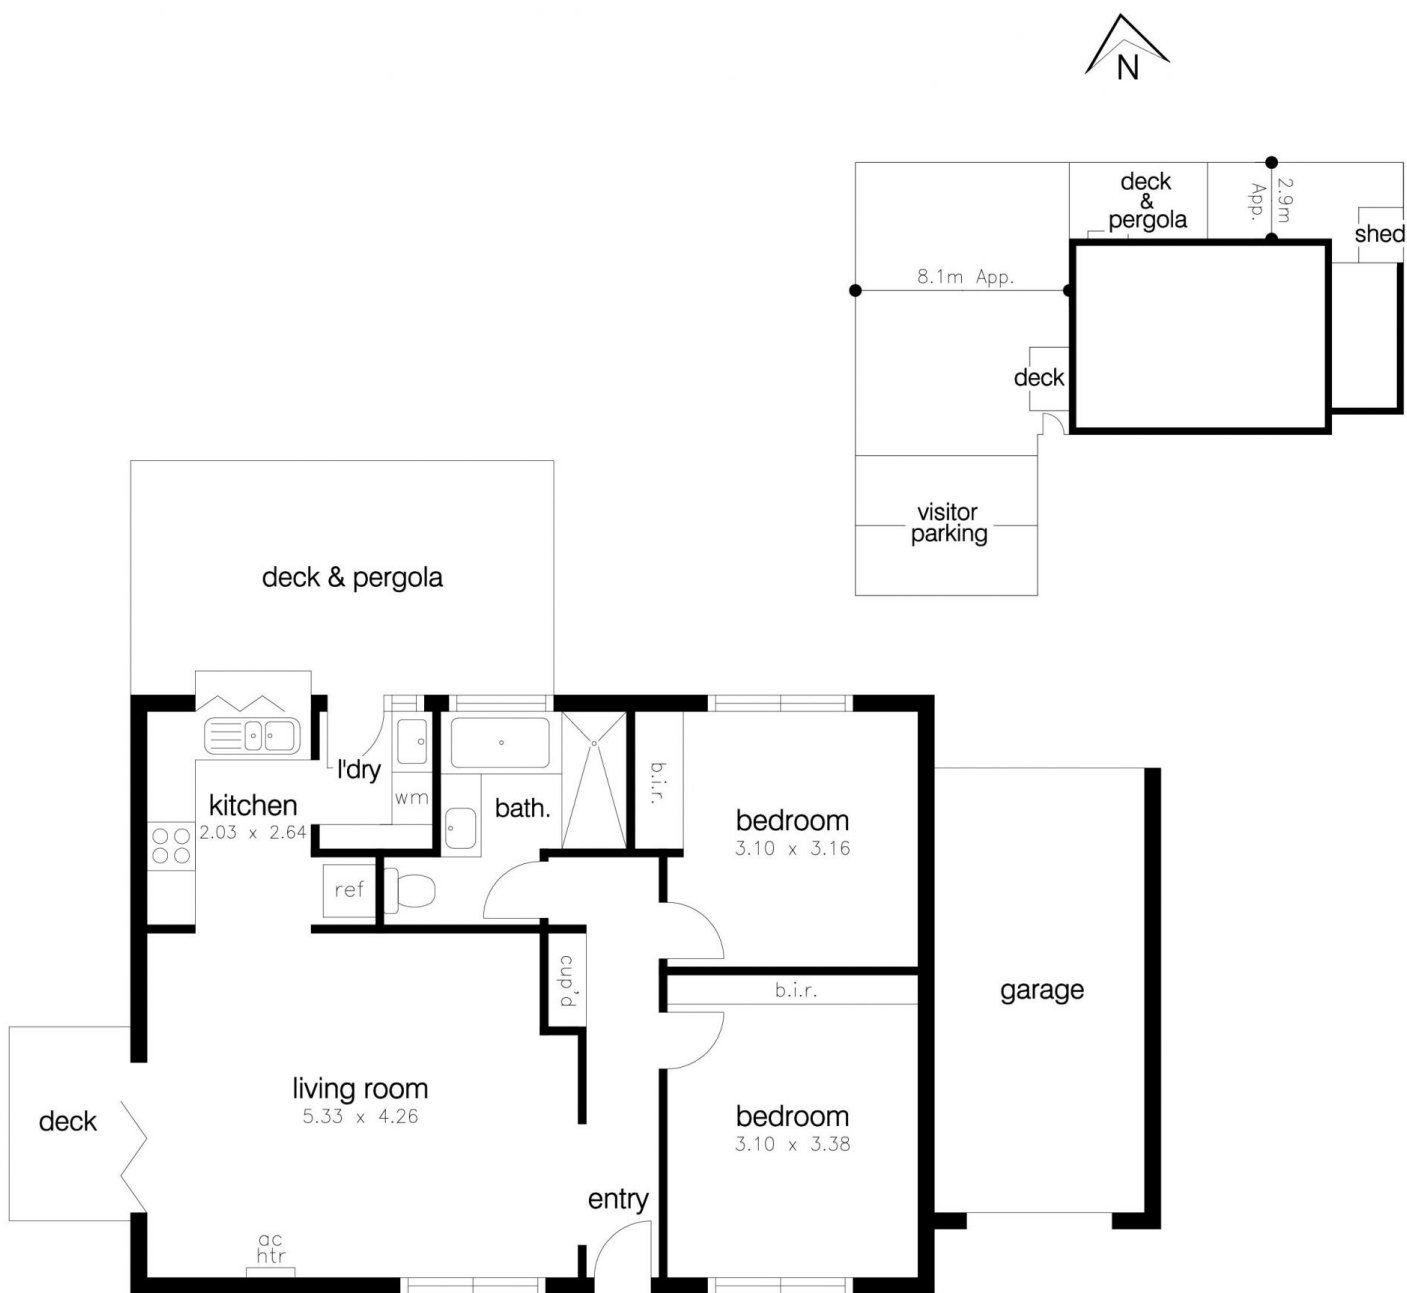 N
deck
&
pergola
2.9m
App.
shed
8.1m App.
deck
visitor
parking
deck & pergola
l'dry
kitchen
2.03 x 2.64
wm
bath.
b.i.r.
bedroom
3.10 x 3.16
ref
cup'd
b.i.r.
garage
living room
5.33 x 4.26
deck
bedroom
3.10 x 3.38
entry
ac
htr